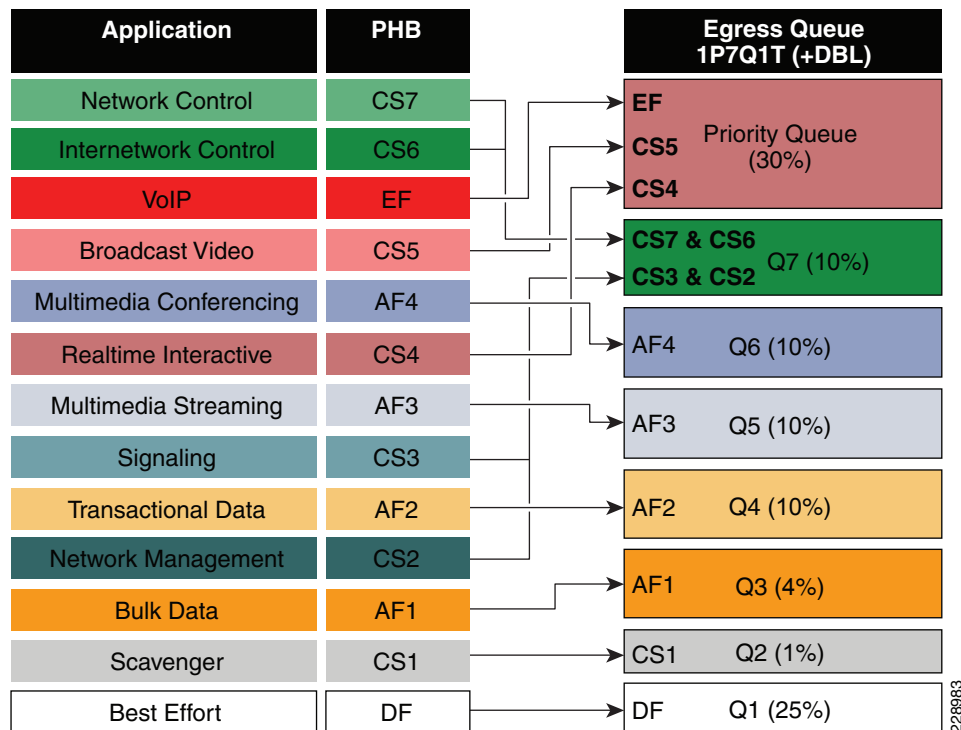 Application
PHB
Egress Queue
1P7Q1T (+DBL)
Network Control
CS7
Internetwork Control
CS6
VoIP
EF
Broadcast Video
CS5
Multimedia Conferencing
AF4
Realtime Interactive
CS4
Multimedia Streaming
AF3
Signaling
CS3
Transactional Data
AF2
Network Management
CS2
Bulk Data
AF1
Scavenger
CS1
Best Effort
DF
EF
CS5
CS4
Priority Queue
(30%)
CS7 & CS6
CS3 & CS2
Q7 (10%)
AF4 Q6 (10%)
AF3 Q5 (10%)
AF2 Q4 (10%)
AF1 Q3 (4%)
CS1 Q2 (1%)
DF Q1 (25%)
228983